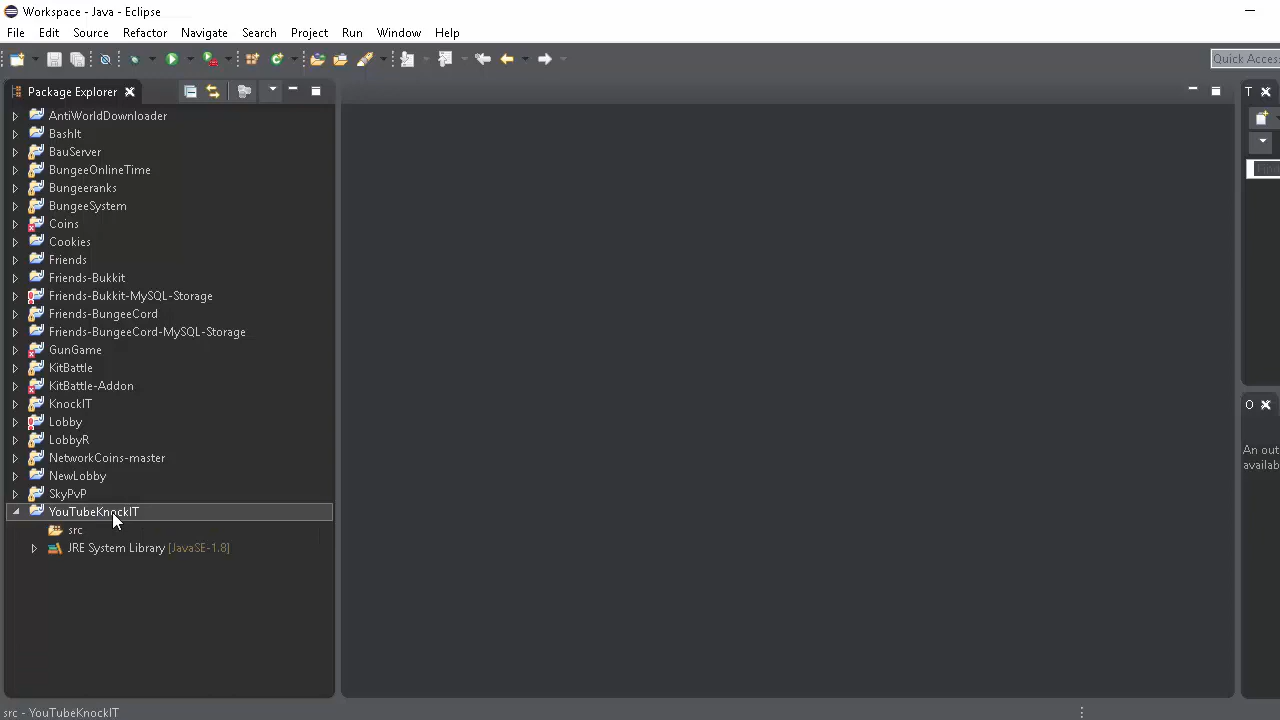 Workspace - Java - Eclipse
File Edit Source Refactor Navigate Search Project Run Window Help
Quick Acces
Package Explorer
T
AntiWorldDownloader
BashIt
BauServer
BungeeOnlineTime
Bungeeranks
BungeeSystem
Coins
Cookies
Friends
Friends-Bukkit
Friends-Bukkit-MySQL-Storage
Friends-BungeeCord
Friends-BungeeCord-MySQL-Storage
GunGame
KitBattle
KitBattle-Addon
KnockIT
O
Lobby
LobbyR
An out
NetworkCoins-master
availab
NewLobby
SkyPvP
YouTubeKnockIT
src
JRE System Library [JavaSE-1.8]
src - YouTubeKnockIT